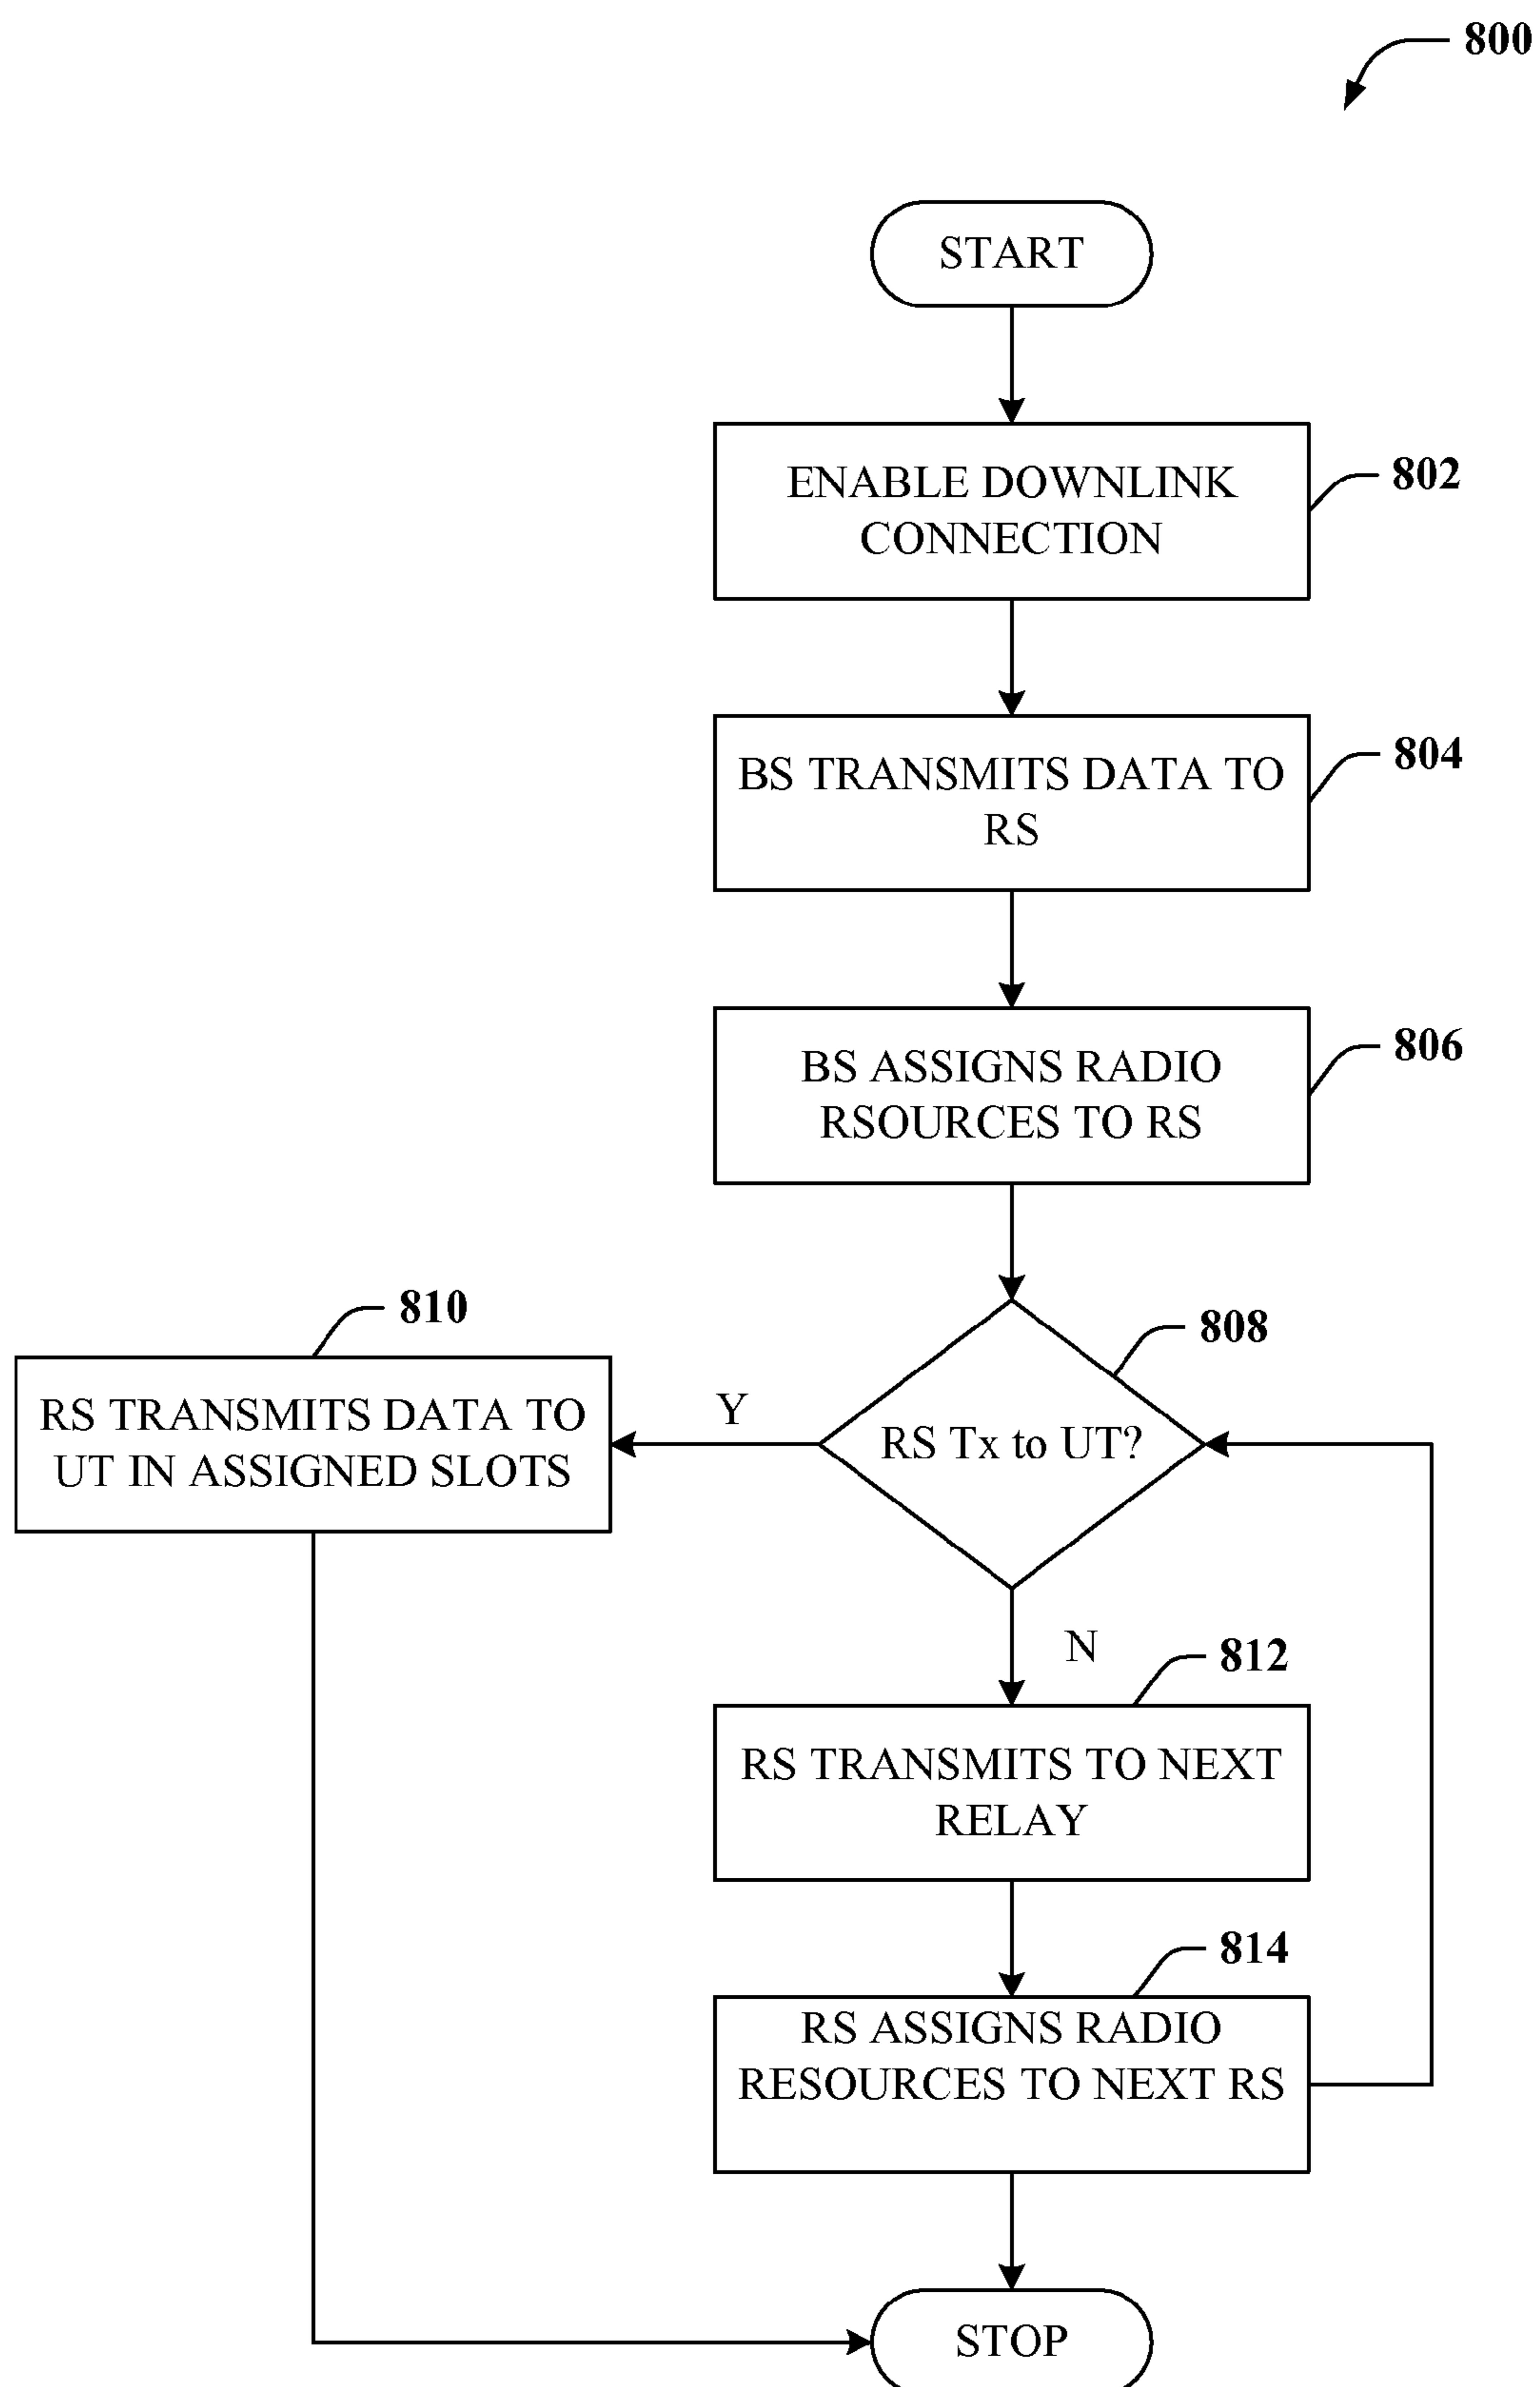 800
START
ENABLE DOWNLINK
CONNECTION
802
BS TRANSMITS DATA TO
RS
804
BS ASSIGNS RADIO
RSOURCES TO RS
806
810
808
RS TRANSMITS DATA TO
UT IN ASSIGNED SLOTS
Y
RS Tx to UT?
N
812
RS TRANSMITS TO NEXT
RELAY
814
RS ASSIGNS RADIO
RESOURCES TO NEXT RS
STOP